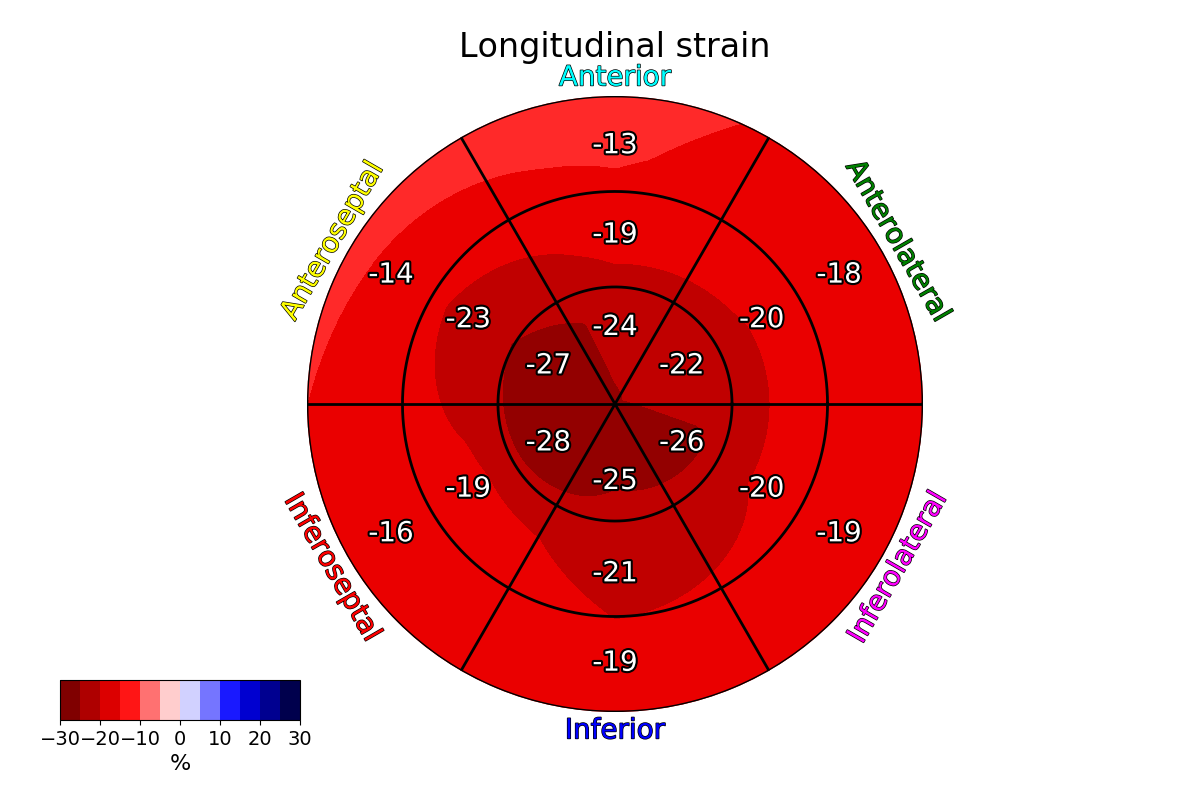 Longitudinal strain
Anterior
-13
Anteroseptal
Anterolateral
-19
-14
-18
-23
-20
-24
-27
-22
-28
-26
-25
-19
-20
-16
-19
Inferoseptal
Inferolateral
-21
-19
Inferior
−30 −20 −10 0 10 20 30
%